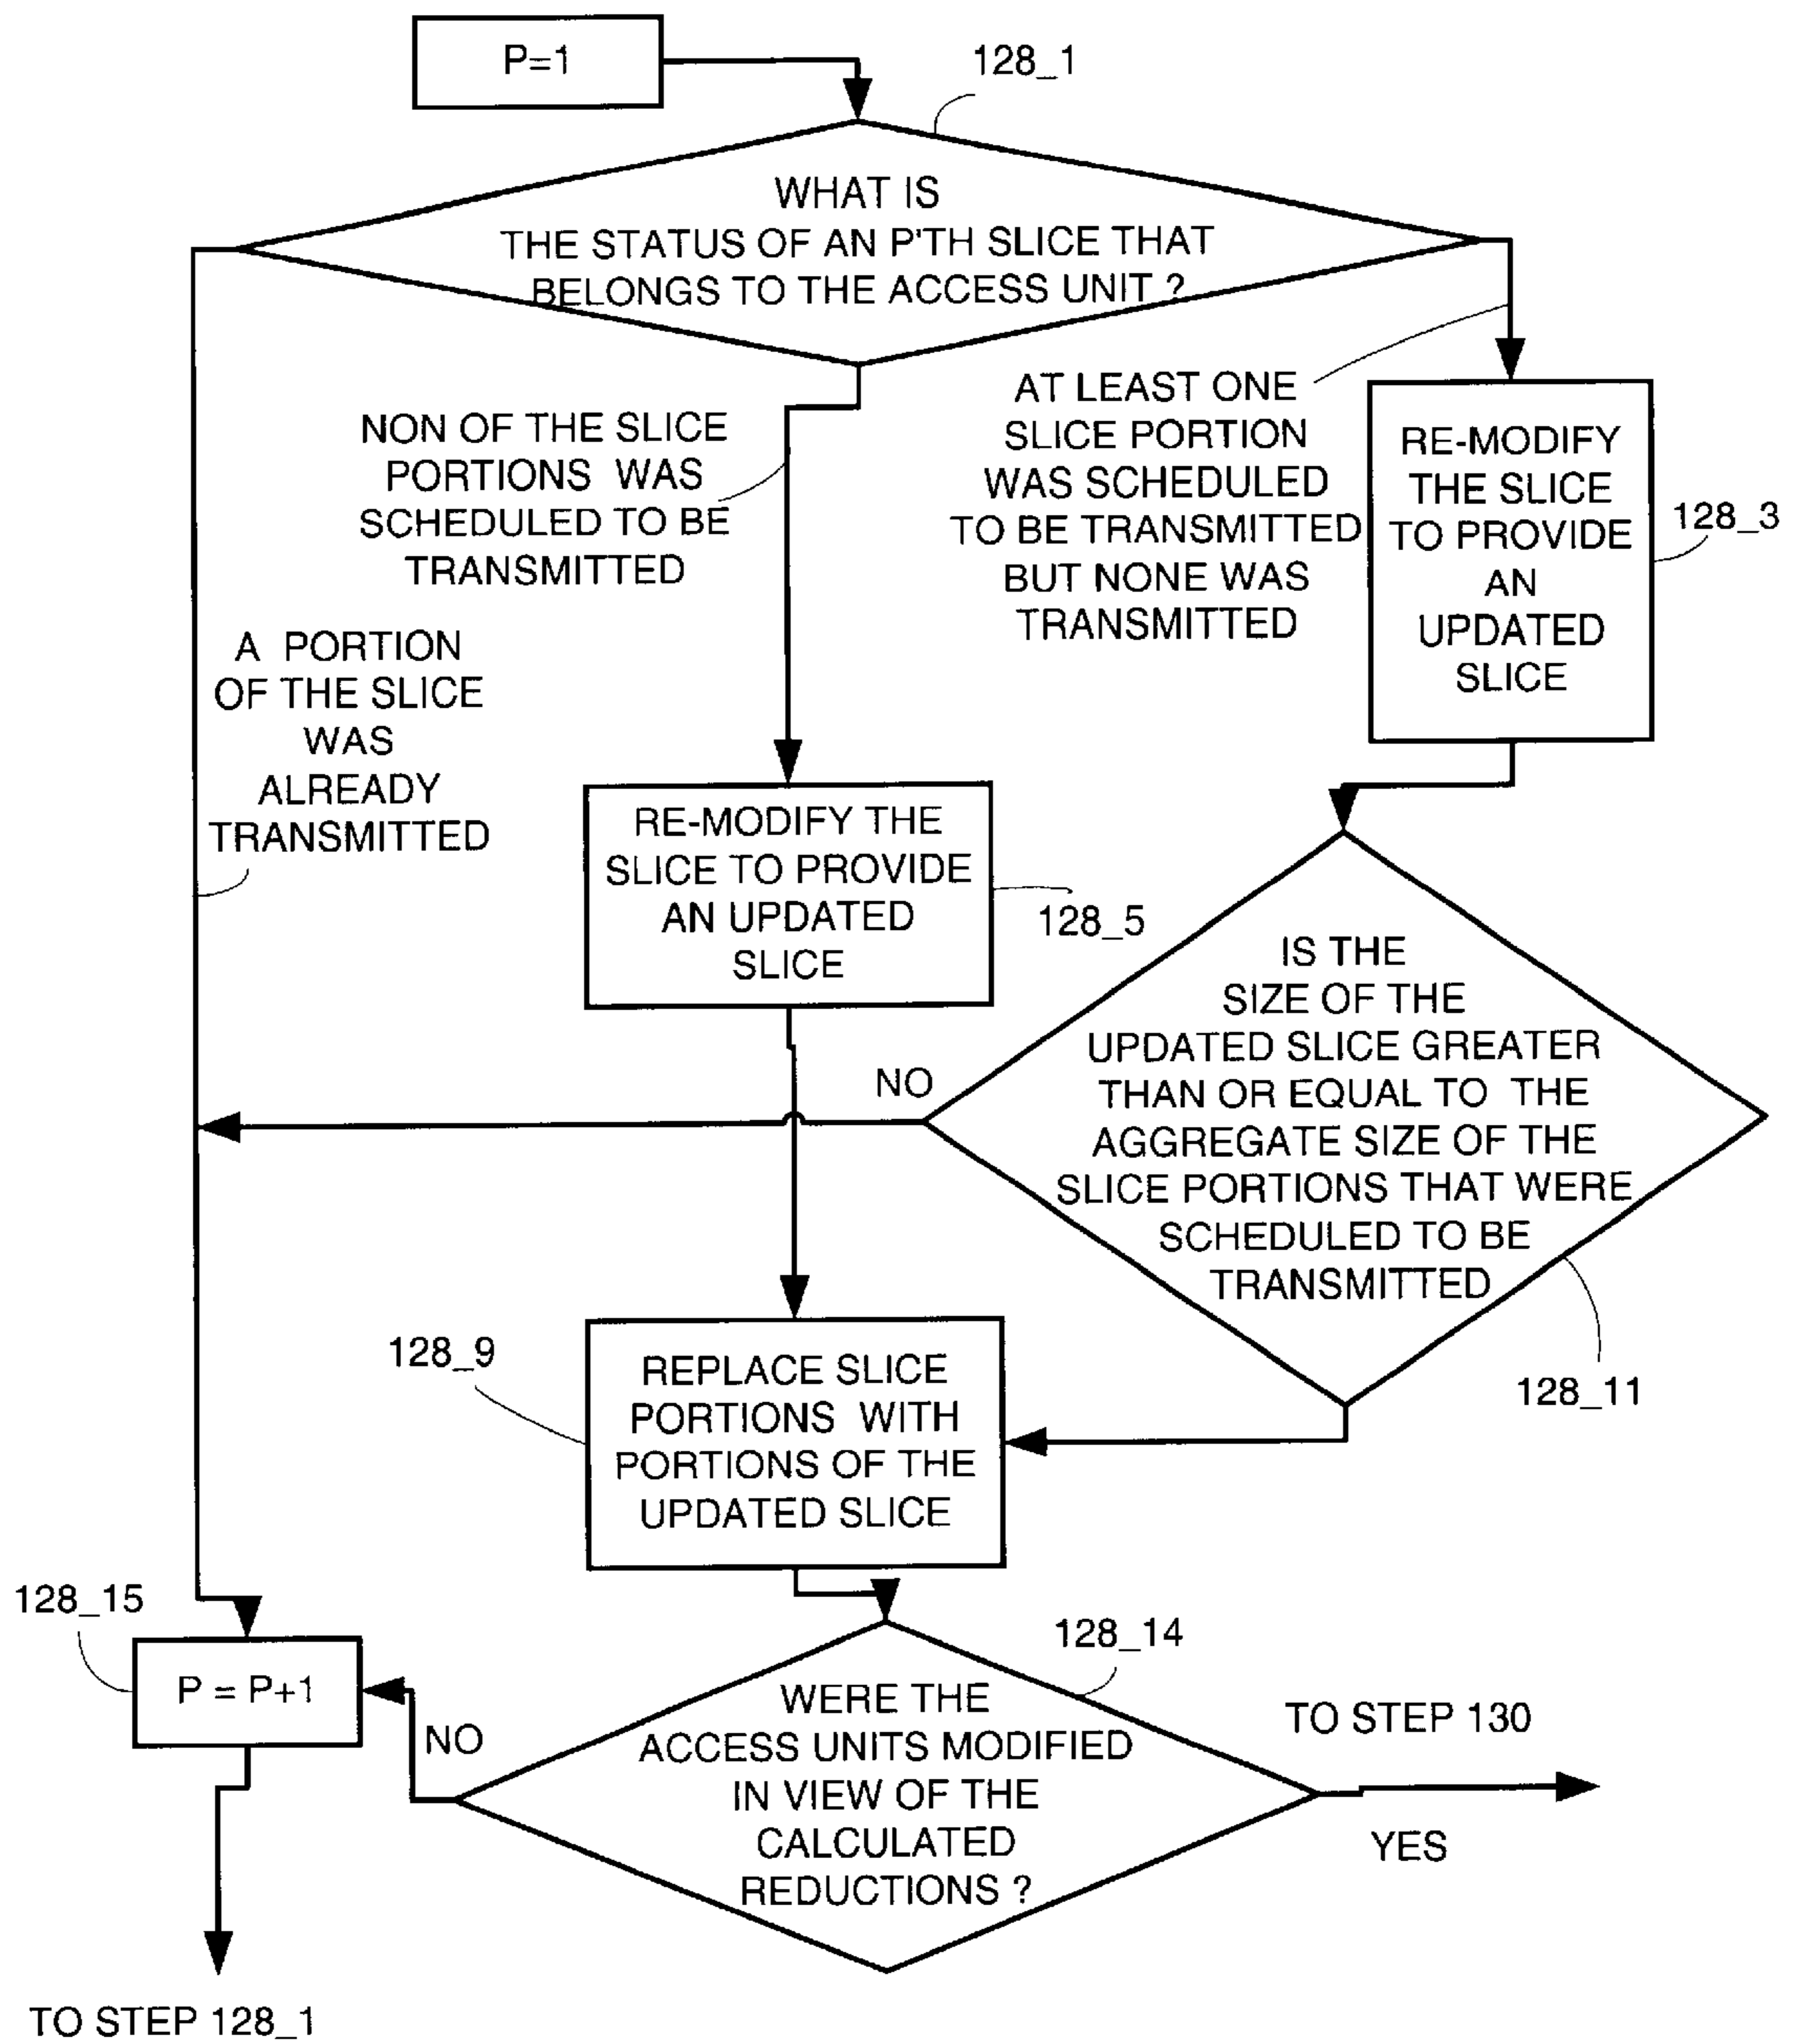 P=1
128_1
WHAT IS
THE STATUS OF AN P'TH SLICE THAT
BELONGS TO THE ACCESS UNIT ?
NON OF THE SLICE
PORTIONS WAS
SCHEDULED TO BE
TRANSMITTED
AT LEAST ONE
SLICE PORTION
WAS SCHEDULED
TO BE TRANSMITTED
BUT NONE WAS
TRANSMITTED
RE-MODIFY
THE SLICE
TO PROVIDE
AN
UPDATED
SLICE
128_3
A PORTION
OF THE SLICE
WAS
ALREADY
TRANSMITTED
RE-MODIFY THE
SLICE TO PROVIDE
AN UPDATED
SLICE
128_5
IS THE
SIZE OF THE
UPDATED SLICE GREATER
THAN OR EQUAL TO THE
AGGREGATE SIZE OF THE
SLICE PORTIONS THAT WERE
SCHEDULED TO BE
TRANSMITTED
NO
128_11
128_9
REPLACE SLICE
PORTIONS WITH
PORTIONS OF THE
UPDATED SLICE
128_15
P = P+1
NO
128_14
WERE THE
ACCESS UNITS MODIFIED
IN VIEW OF THE
CALCULATED
REDUCTIONS ?
TO STEP 130
YES
TO STEP 128_1